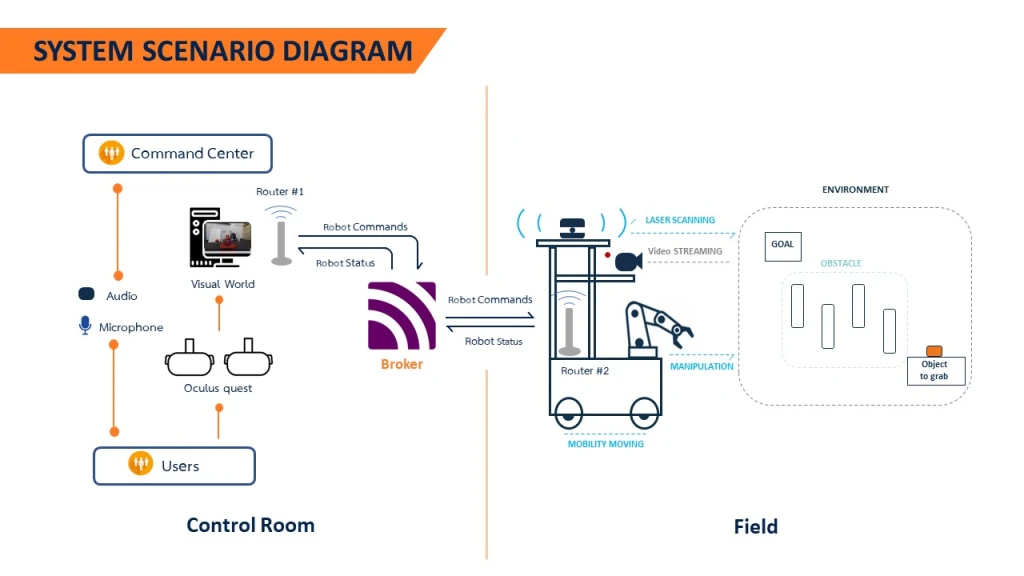 SYSTEM SCENARIO DIAGRAM
Command Center
Router #1
Robot Commands
Robot Status
Visual World
Audio
Microphone
Oculus quest
Users
Control Room
Broker
Robot Commands
Robot Status
LASER SCANNING
Video STREAMING
Router #2
MANIPULATION
MOBILITY MOVING
ENVIRONMENT
GOAL
OBSTACLE
Object
to grab
Field